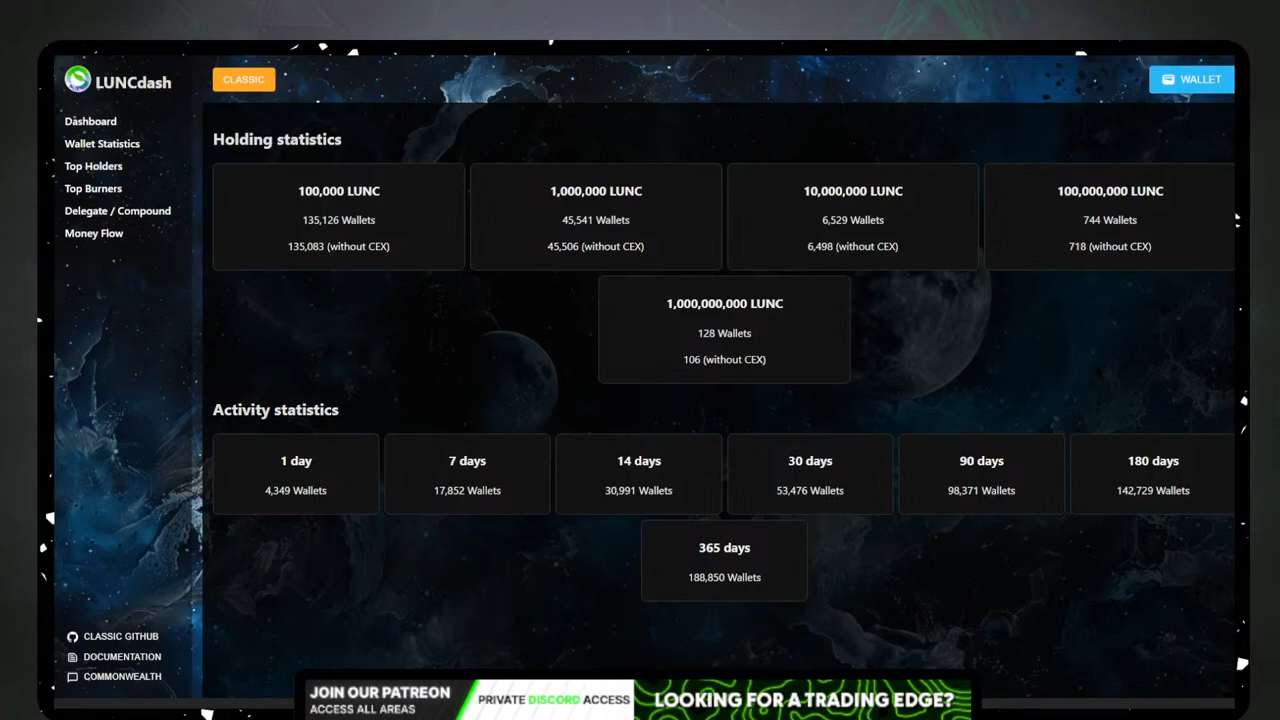 LUNCdash
CLASSIC
WALLET
Dashboard
Wallet Statistics
Top Holders
Top Burners
Delegate / Compound
Money Flow
Holding statistics
100,000 LUNC
135,126 Wallets
135,083 (without CEX)
1,000,000 LUNC
45,541 Wallets
45,506 (without CEX)
10,000,000 LUNC
6,529 Wallets
6,498 (without CEX)
100,000,000 LUNC
744 Wallets
718 (without CEX)
1,000,000,000 LUNC
128 Wallets
106 (without CEX)
Activity statistics
1 day
4,349 Wallets
7 days
17,852 Wallets
14 days
30,991 Wallets
30 days
53,476 Wallets
90 days
98,371 Wallets
180 days
142,729 Wallets
365 days
188,850 Wallets
CLASSIC GITHUB
DOCUMENTATION
COMMONWEALTH
JOIN OUR PATREON
ACCESS ALL AREAS
PRIVATE DISCORD ACCESS
LOOKING FOR A TRADING EDGE?